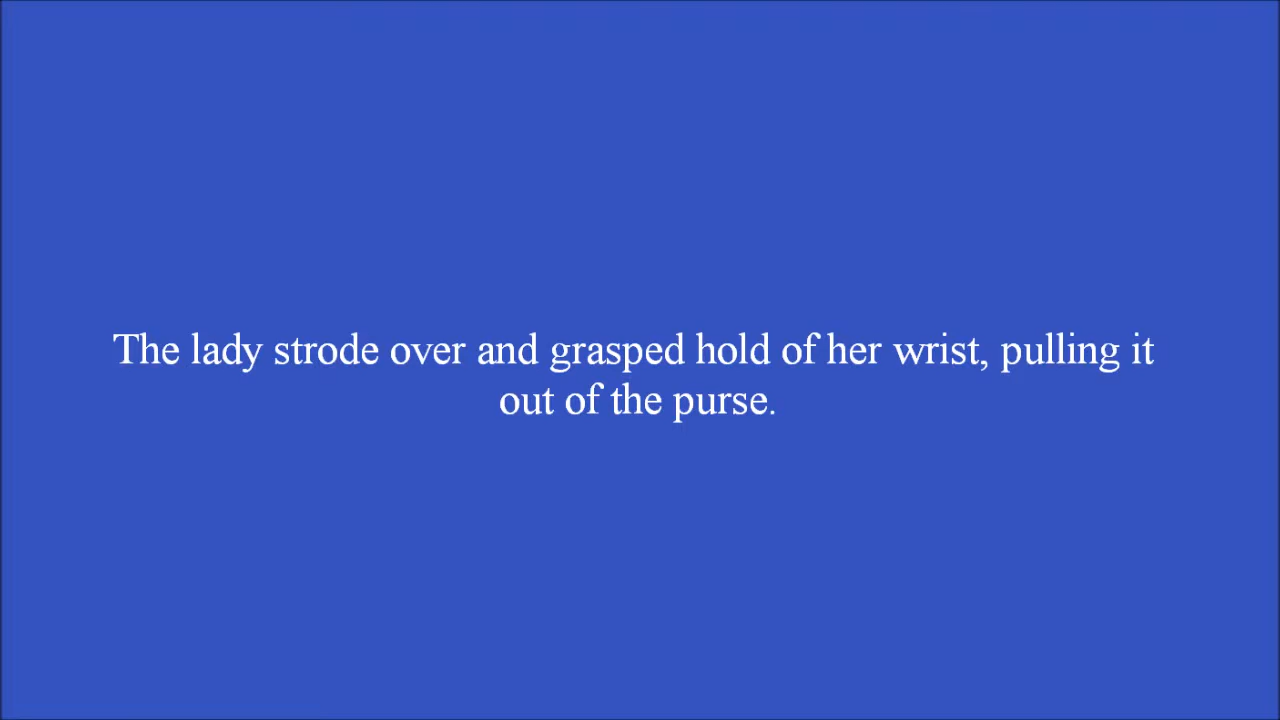 The lady strode over and grasped hold of her wrist, pulling it
out of the purse.